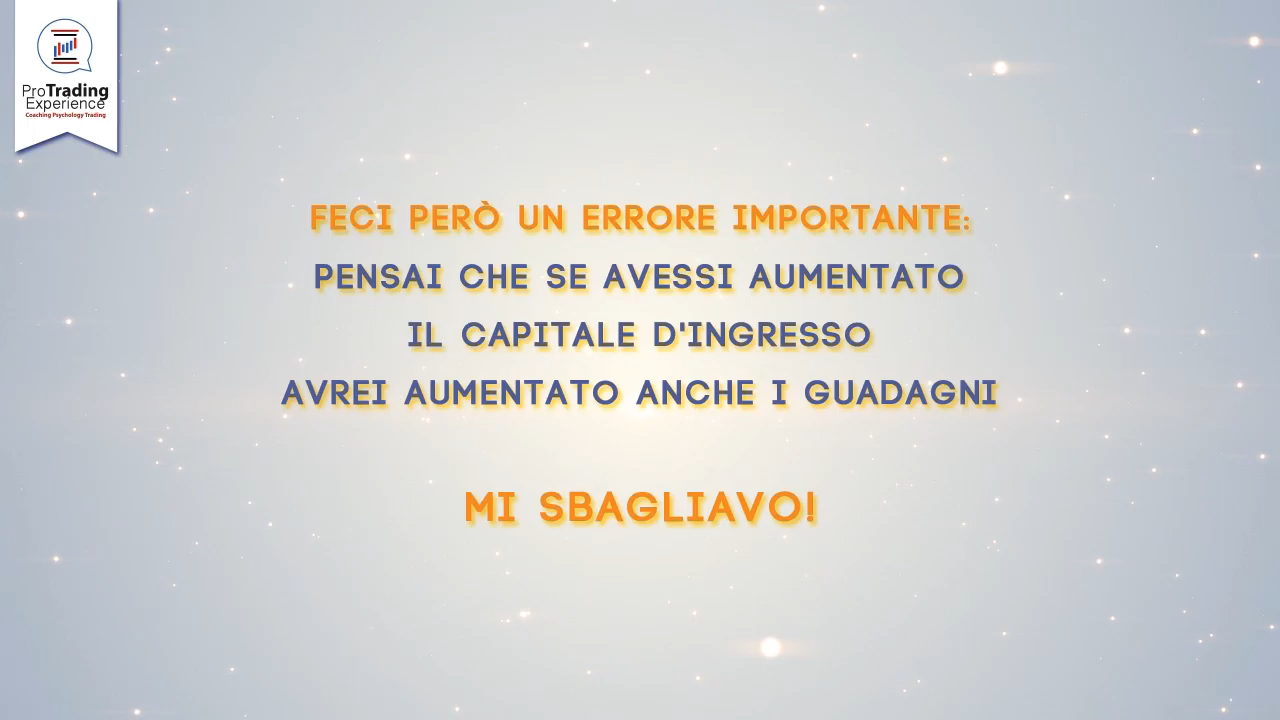 ProTrading
Experience
Coaching Psychology Trading
FECI PERÒ UN ERRORE IMPORTANTE:
PENSAI CHE SE AVESSI AUMENTATO
IL CAPITALE D'INGRESSO
AVREI AUMENTATO ANCHE I GUADAGNI
MI SBAGLIAVO!